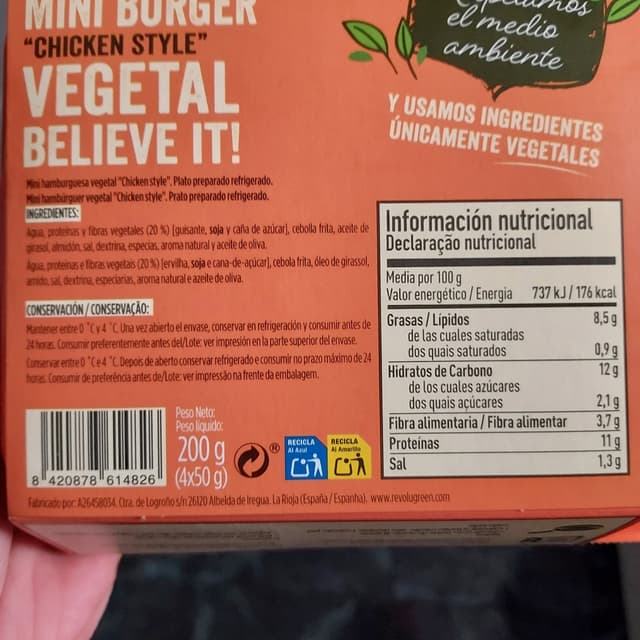 MINI BURGER
"CHICKEN STYLE"
VEGETAL
BELIEVE IT!
el medio
ambiente
Y USAMOS INGREDIENTES
ÚNICAMENTE VEGETALES
Mini hamburguesa vegetal "Chicken style". Plato preparado refrigerado.
Mini hambúrguer vegetal "Chicken style". Prato preparado refrigerado.
INGREDIENTES:
Agua, proteínas y fibras vegetales (20 %) [guisante, soja y caña de azúcar], cebolla frita, aceite de
girasol, almidón, sal, dextrina, especias, aroma natural y aceite de oliva.
Água, proteínas e fibras vegetais (20 %) [ervilha, soja e cana-de-açúcar], cebola frita, óleo de girassol,
amido, sal, dextrina, especiarias, aroma natural e azeite de oliva.
CONSERVACIÓN / CONSERVAÇÃO:
Mantener entre 0 °C y 4 °C. Una vez abierto el envase, conservar en refrigeración y consumir antes de
24 horas. Consumir preferentemente antes del/Lote: ver impresión en la parte superior del envase.
Conservar entre 0 °C e 4 °C. Depois de aberto conservar refrigerado e consumir no prazo máximo de 24
horas. Consumir de preferência antes de/Lote: ver impressão na frente da embalagem.
Información nutricional
Declaração nutricional
Media por 100 g
Valor energético / Energia 737 kJ / 176 kcal
Grasas / Lípidos 8,5 g
de las cuales saturadas
dos quais saturados 0,9 g
Hidratos de Carbono 12 g
de los cuales azúcares
dos quais açúcares 2,1 g
Fibra alimentaria / Fibra alimentar 3,7 g
Proteínas 11 g
Sal 1,3 g
Peso Neto:
Peso líquido:
200 g
(4x50 g)
®
RECICLA
Al Azul
RECICLA
Al Amarillo
8 420878 614826
Fabricado por: A26458034. Ctra. de Logroño s/n 26120 Albelda de Iregua. La Rioja (España / Espanha). www.revolugreen.com